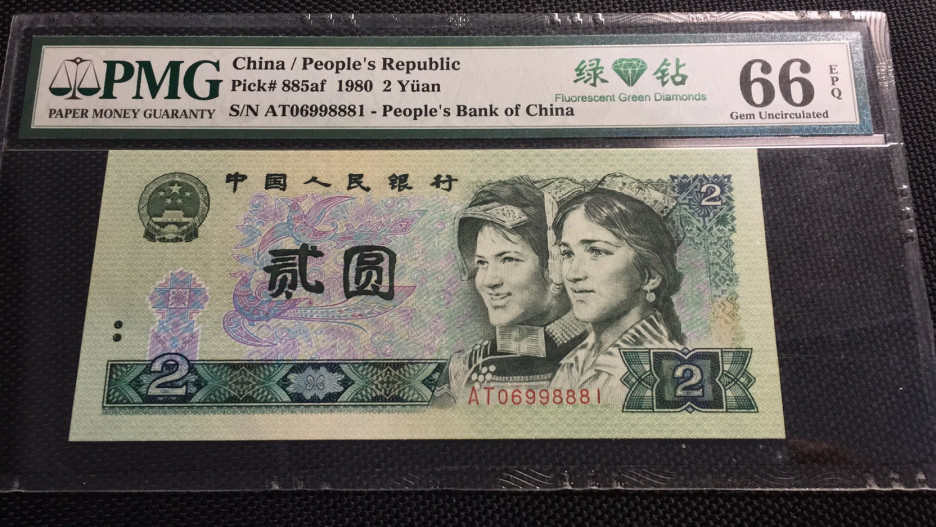 PMG
PAPER MONEY GUARANTY
China / People's Republic
Pick# 885af 1980 2 Yüan
S/N AT06998881 - People's Bank of China
绿 钻
Fluorescent Green Diamonds
66 EPQ
Gem Uncirculated
中国人民银行
2
贰圆
2
AT06998881
2